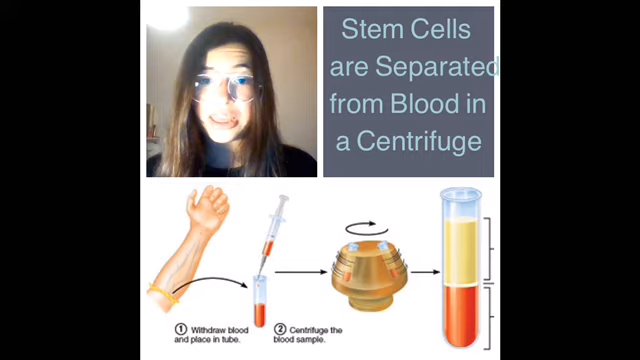 Stem Cells
are Separated
from Blood in
a Centrifuge
① Withdraw blood
and place in tube.
② Centrifuge the
blood sample.